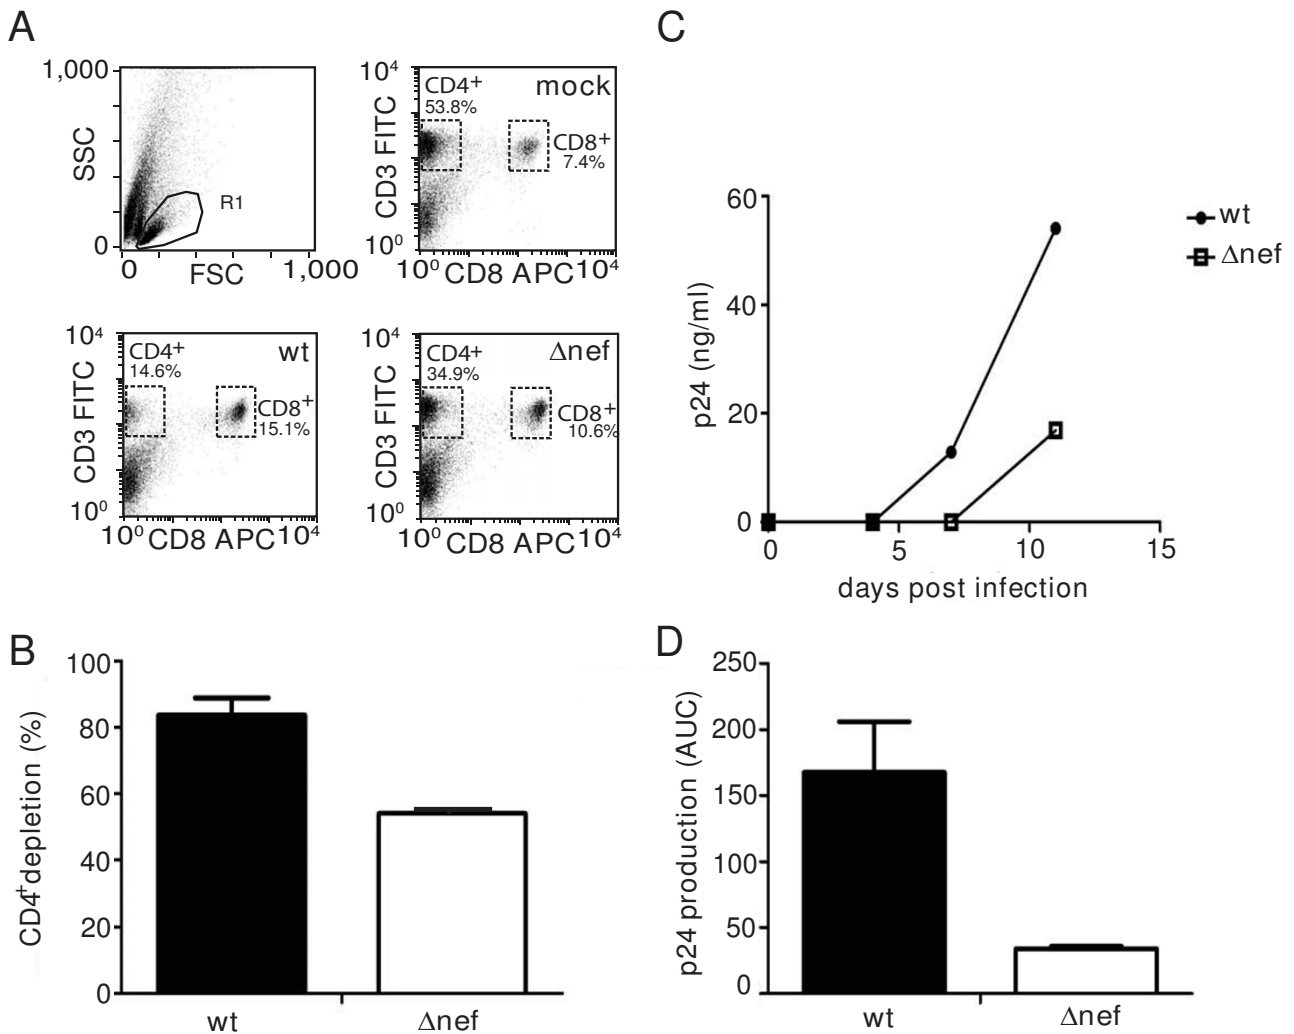 A
1,000
SSC
0
R1
0
FSC
1,000
10⁴
CD4+
53.8%
mock
CD3 FITC
CD8+
7.4%
10⁰
10⁰ CD8 APC 10⁴
10⁴
CD4+
14.6%
wt
CD3 FITC
CD8+
15.1%
10⁰
10⁰ CD8 APC 10⁴
10⁴
CD4+
34.9%
Δnef
CD3 FITC
CD8+
10.6%
10⁰
10⁰ CD8 APC 10⁴
B
100
80
60
40
20
0
CD4+depletion (%)
wt
Δnef
C
60
40
20
0
p24 (ng/ml)
0
5
10
15
days post infection
wt
Δnef
D
250
200
150
100
50
0
p24 production (AUC)
wt
Δnef